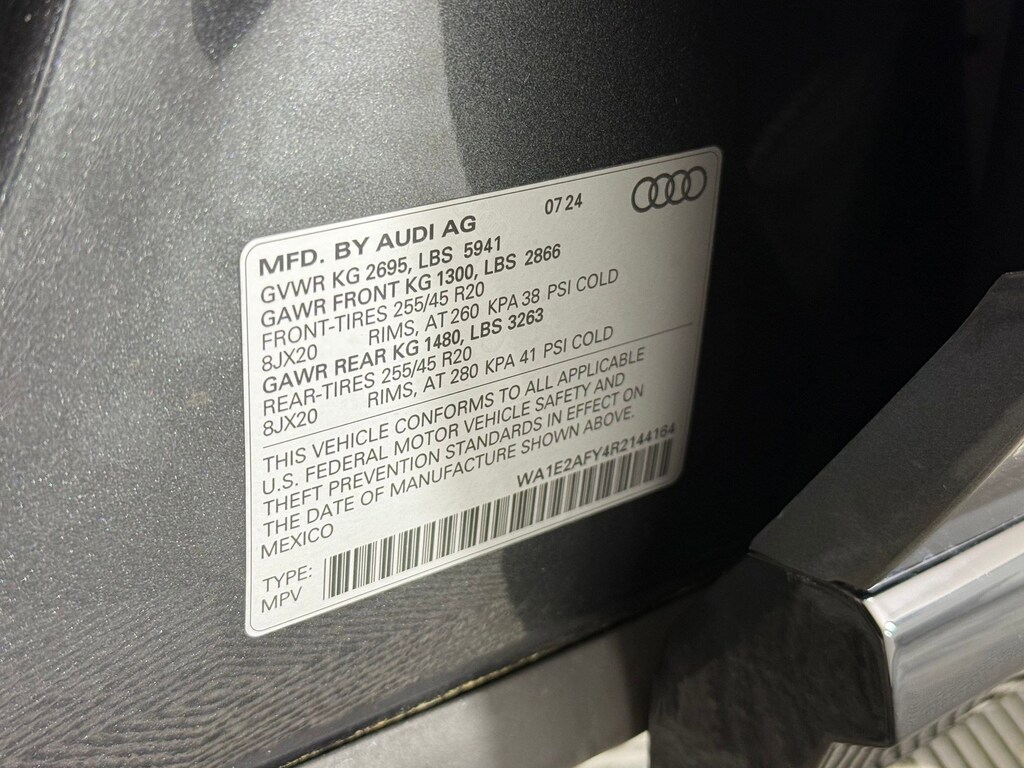 MFD. BY AUDI AG 07 24
GVWR KG 2695, LBS 5941
GAWR FRONT KG 1300, LBS 2866
FRONT-TIRES 255/45 R20
8JX20 RIMS, AT 260 KPA 38 PSI COLD
GAWR REAR KG 1480, LBS 3263
REAR-TIRES 255/45 R20
8JX20 RIMS, AT 280 KPA 41 PSI COLD
THIS VEHICLE CONFORMS TO ALL APPLICABLE
U.S. FEDERAL MOTOR VEHICLE SAFETY AND
THEFT PREVENTION STANDARDS IN EFFECT ON
THE DATE OF MANUFACTURE SHOWN ABOVE.
MEXICO WA1E2AFY4R2144164
TYPE:
MPV